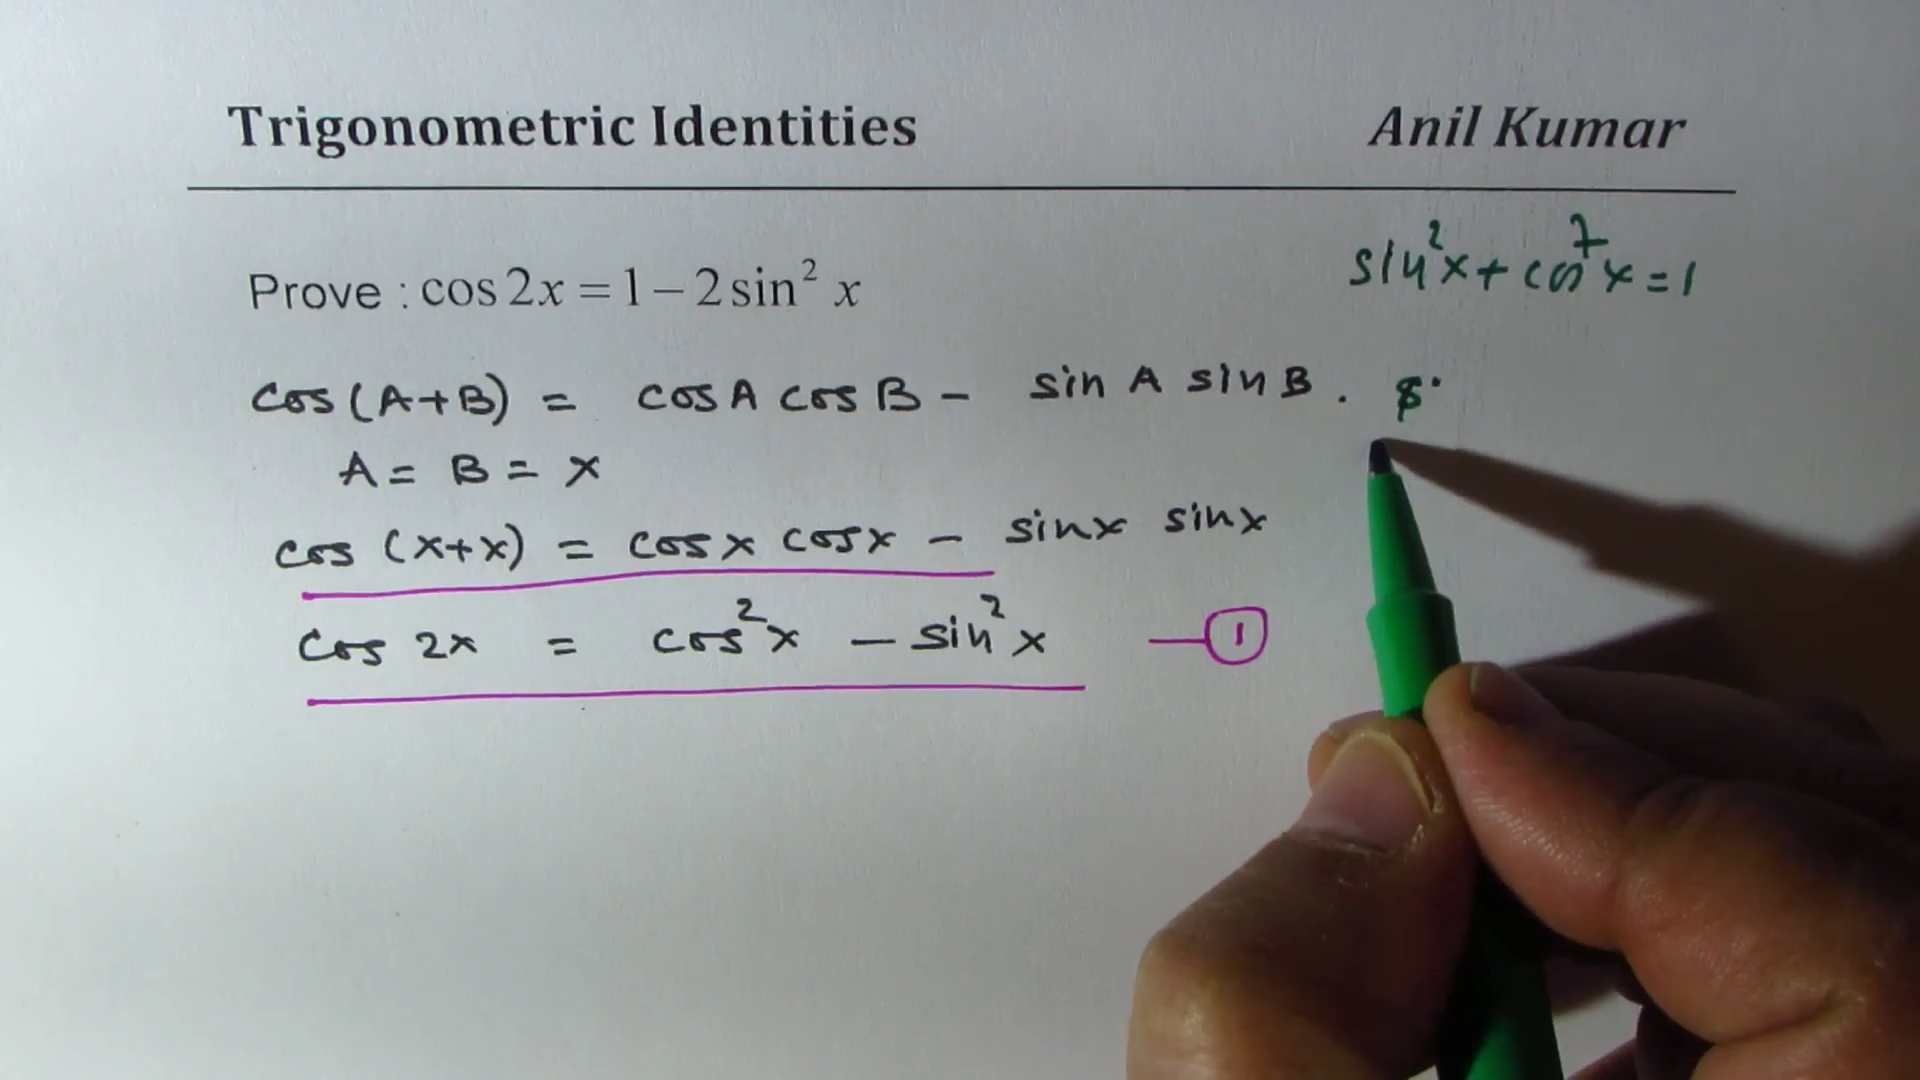 Trigonometric Identities Anil Kumar
sin²x + cos²x = 1
Prove : cos 2x = 1 − 2 sin² x
cos (A+B) = cos A cos B − sin A sin B .
A = B = x
cos (x+x) = cos x cos x − sin x sin x
cos 2x = cos²x − sin²x — 1